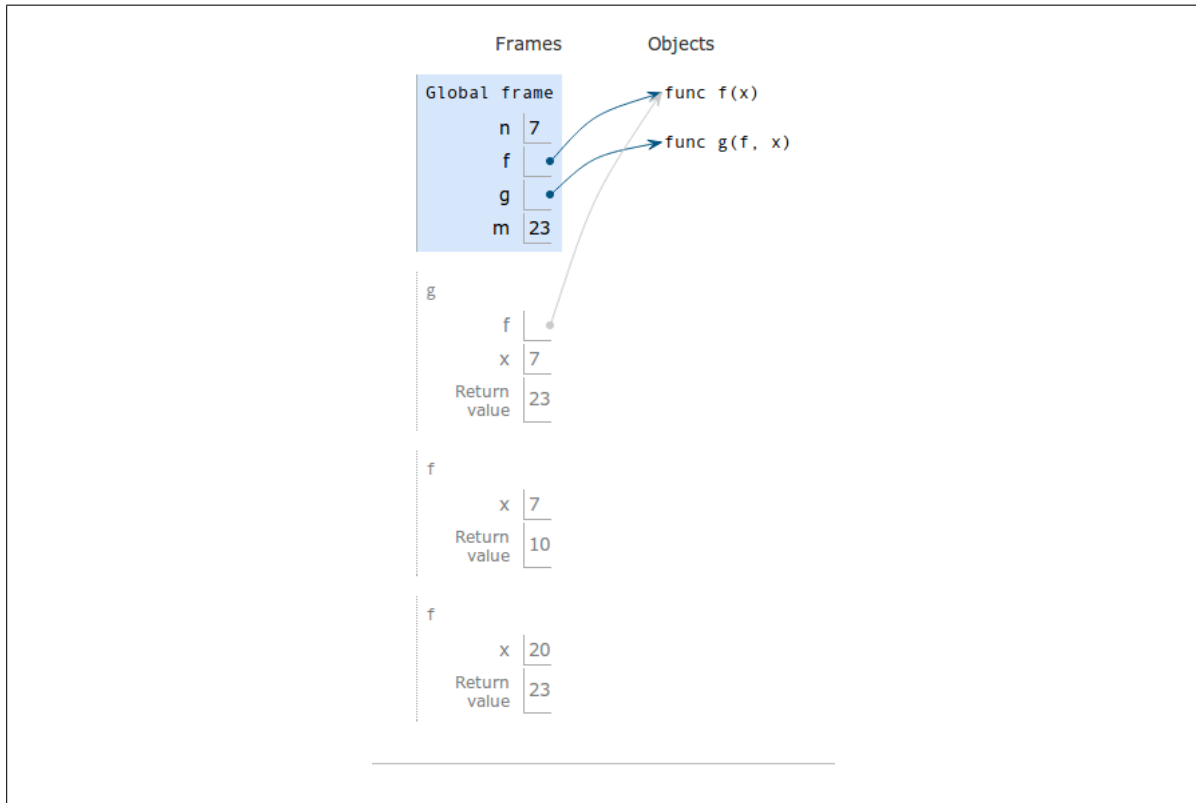 Frames Objects
Global frame func f(x)
n 7
func g(f, x)
f
g
m 23
g
f
x 7
Return
value 23
f
x 7
Return
value 10
f
x 20
Return
value 23